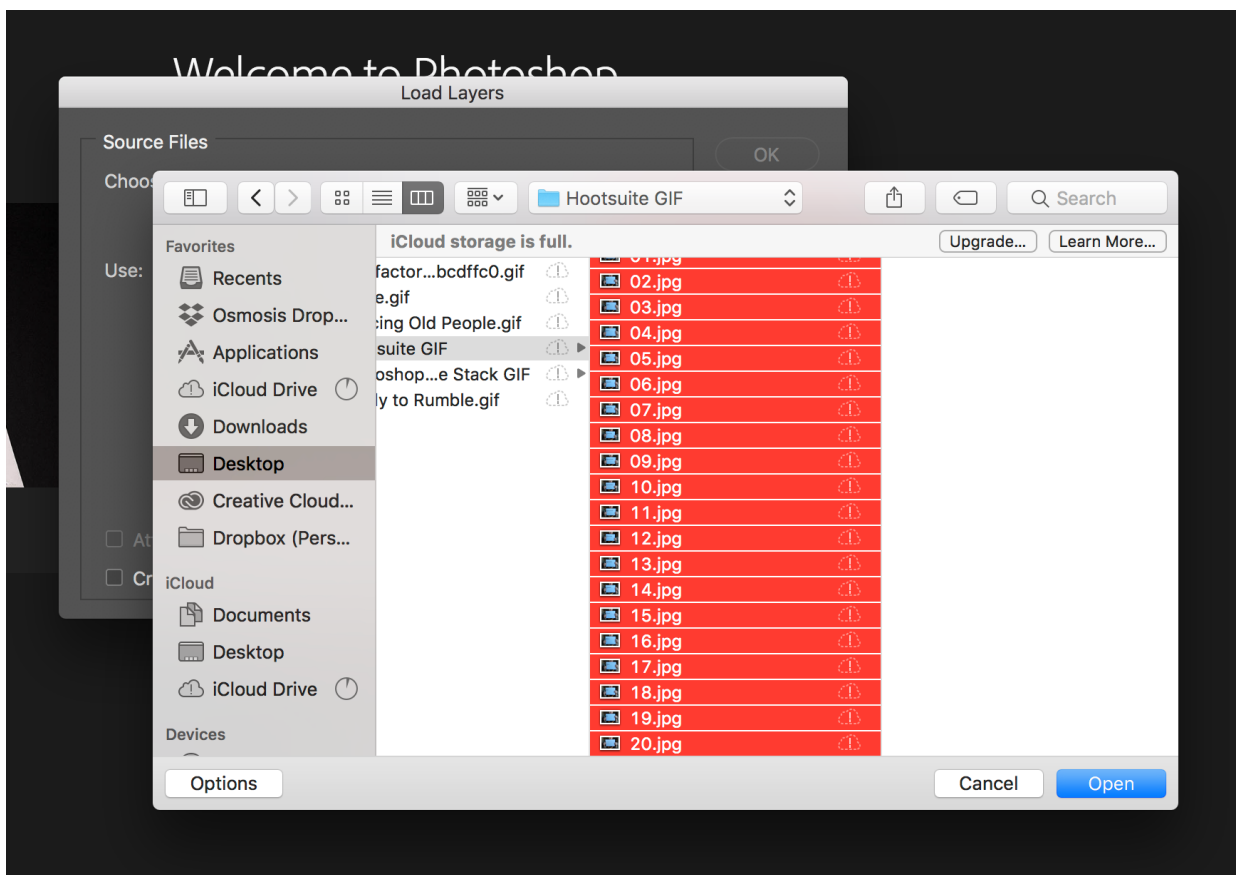 Welcome to Photoshop
Load Layers
Source Files
OK
Choos
Use:
At
Cr
Hootsuite GIF
Search
iCloud storage is full.
Upgrade...
Learn More...
Favorites
Recents
Osmosis Drop...
Applications
iCloud Drive
Downloads
Desktop
Creative Cloud...
Dropbox (Pers...
iCloud
Documents
Desktop
iCloud Drive
Devices
factor...bcdffc0.gif
e.gif
cing Old People.gif
suite GIF
oshop...e Stack GIF
ly to Rumble.gif
01.jpg
02.jpg
03.jpg
04.jpg
05.jpg
06.jpg
07.jpg
08.jpg
09.jpg
10.jpg
11.jpg
12.jpg
13.jpg
14.jpg
15.jpg
16.jpg
17.jpg
18.jpg
19.jpg
20.jpg
Options
Cancel
Open